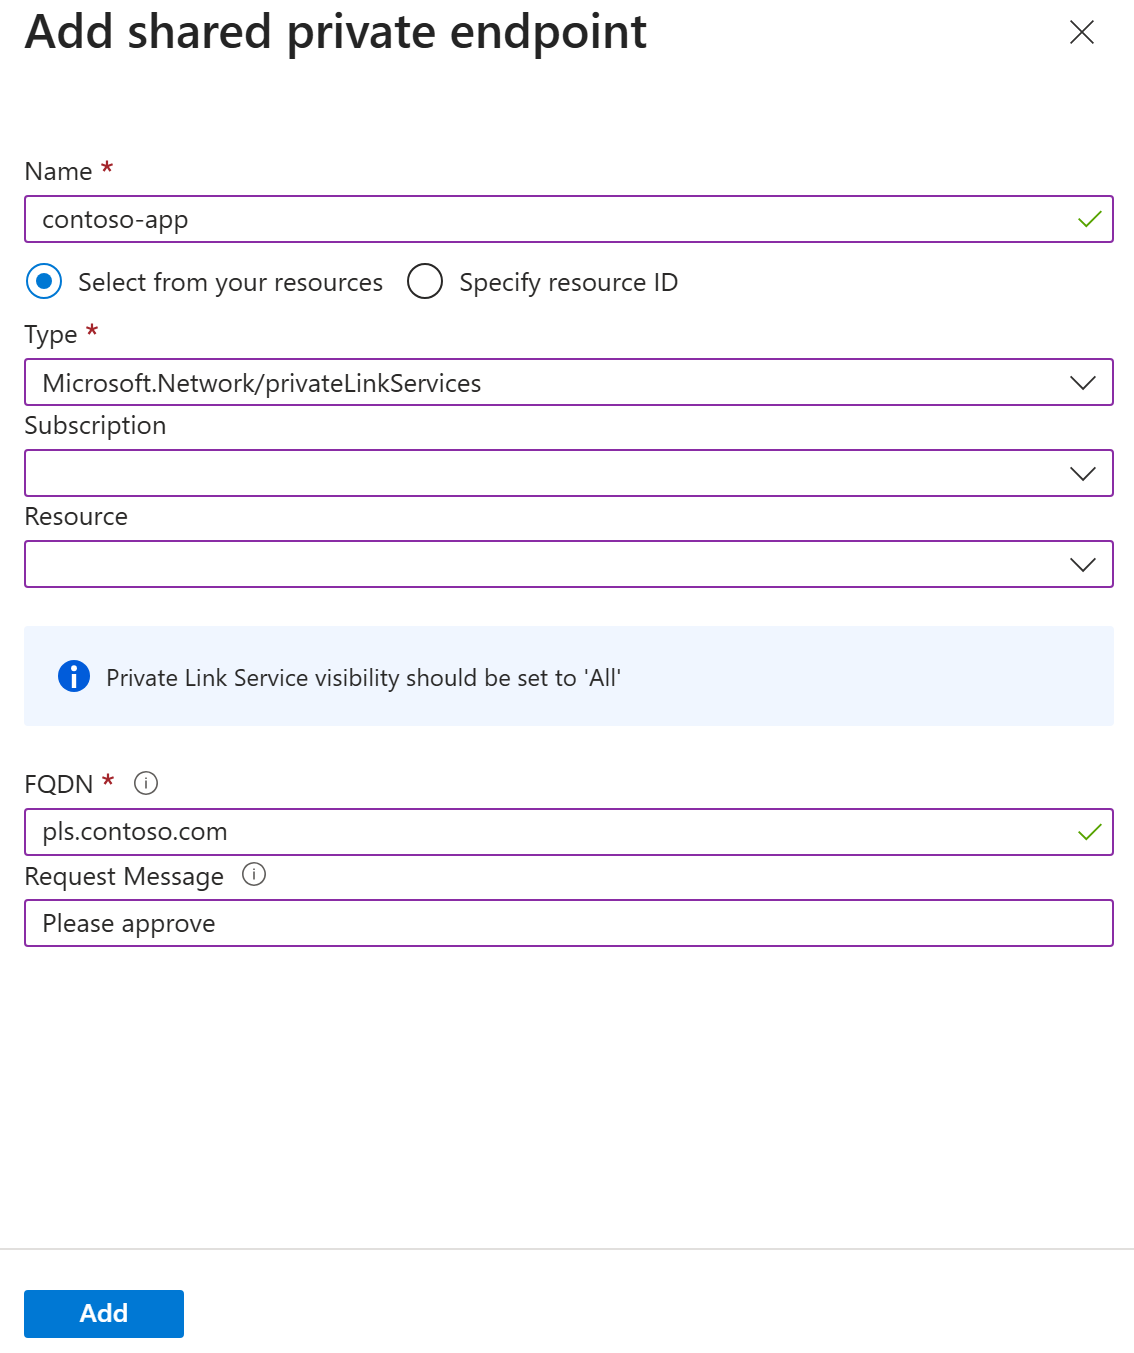 Add shared private endpoint
Name *
contoso-app
Select from your resources Specify resource ID
Type *
Microsoft.Network/privateLinkServices
Subscription
Resource
Private Link Service visibility should be set to 'All'
FQDN *
pls.contoso.com
Request Message
Please approve
Add